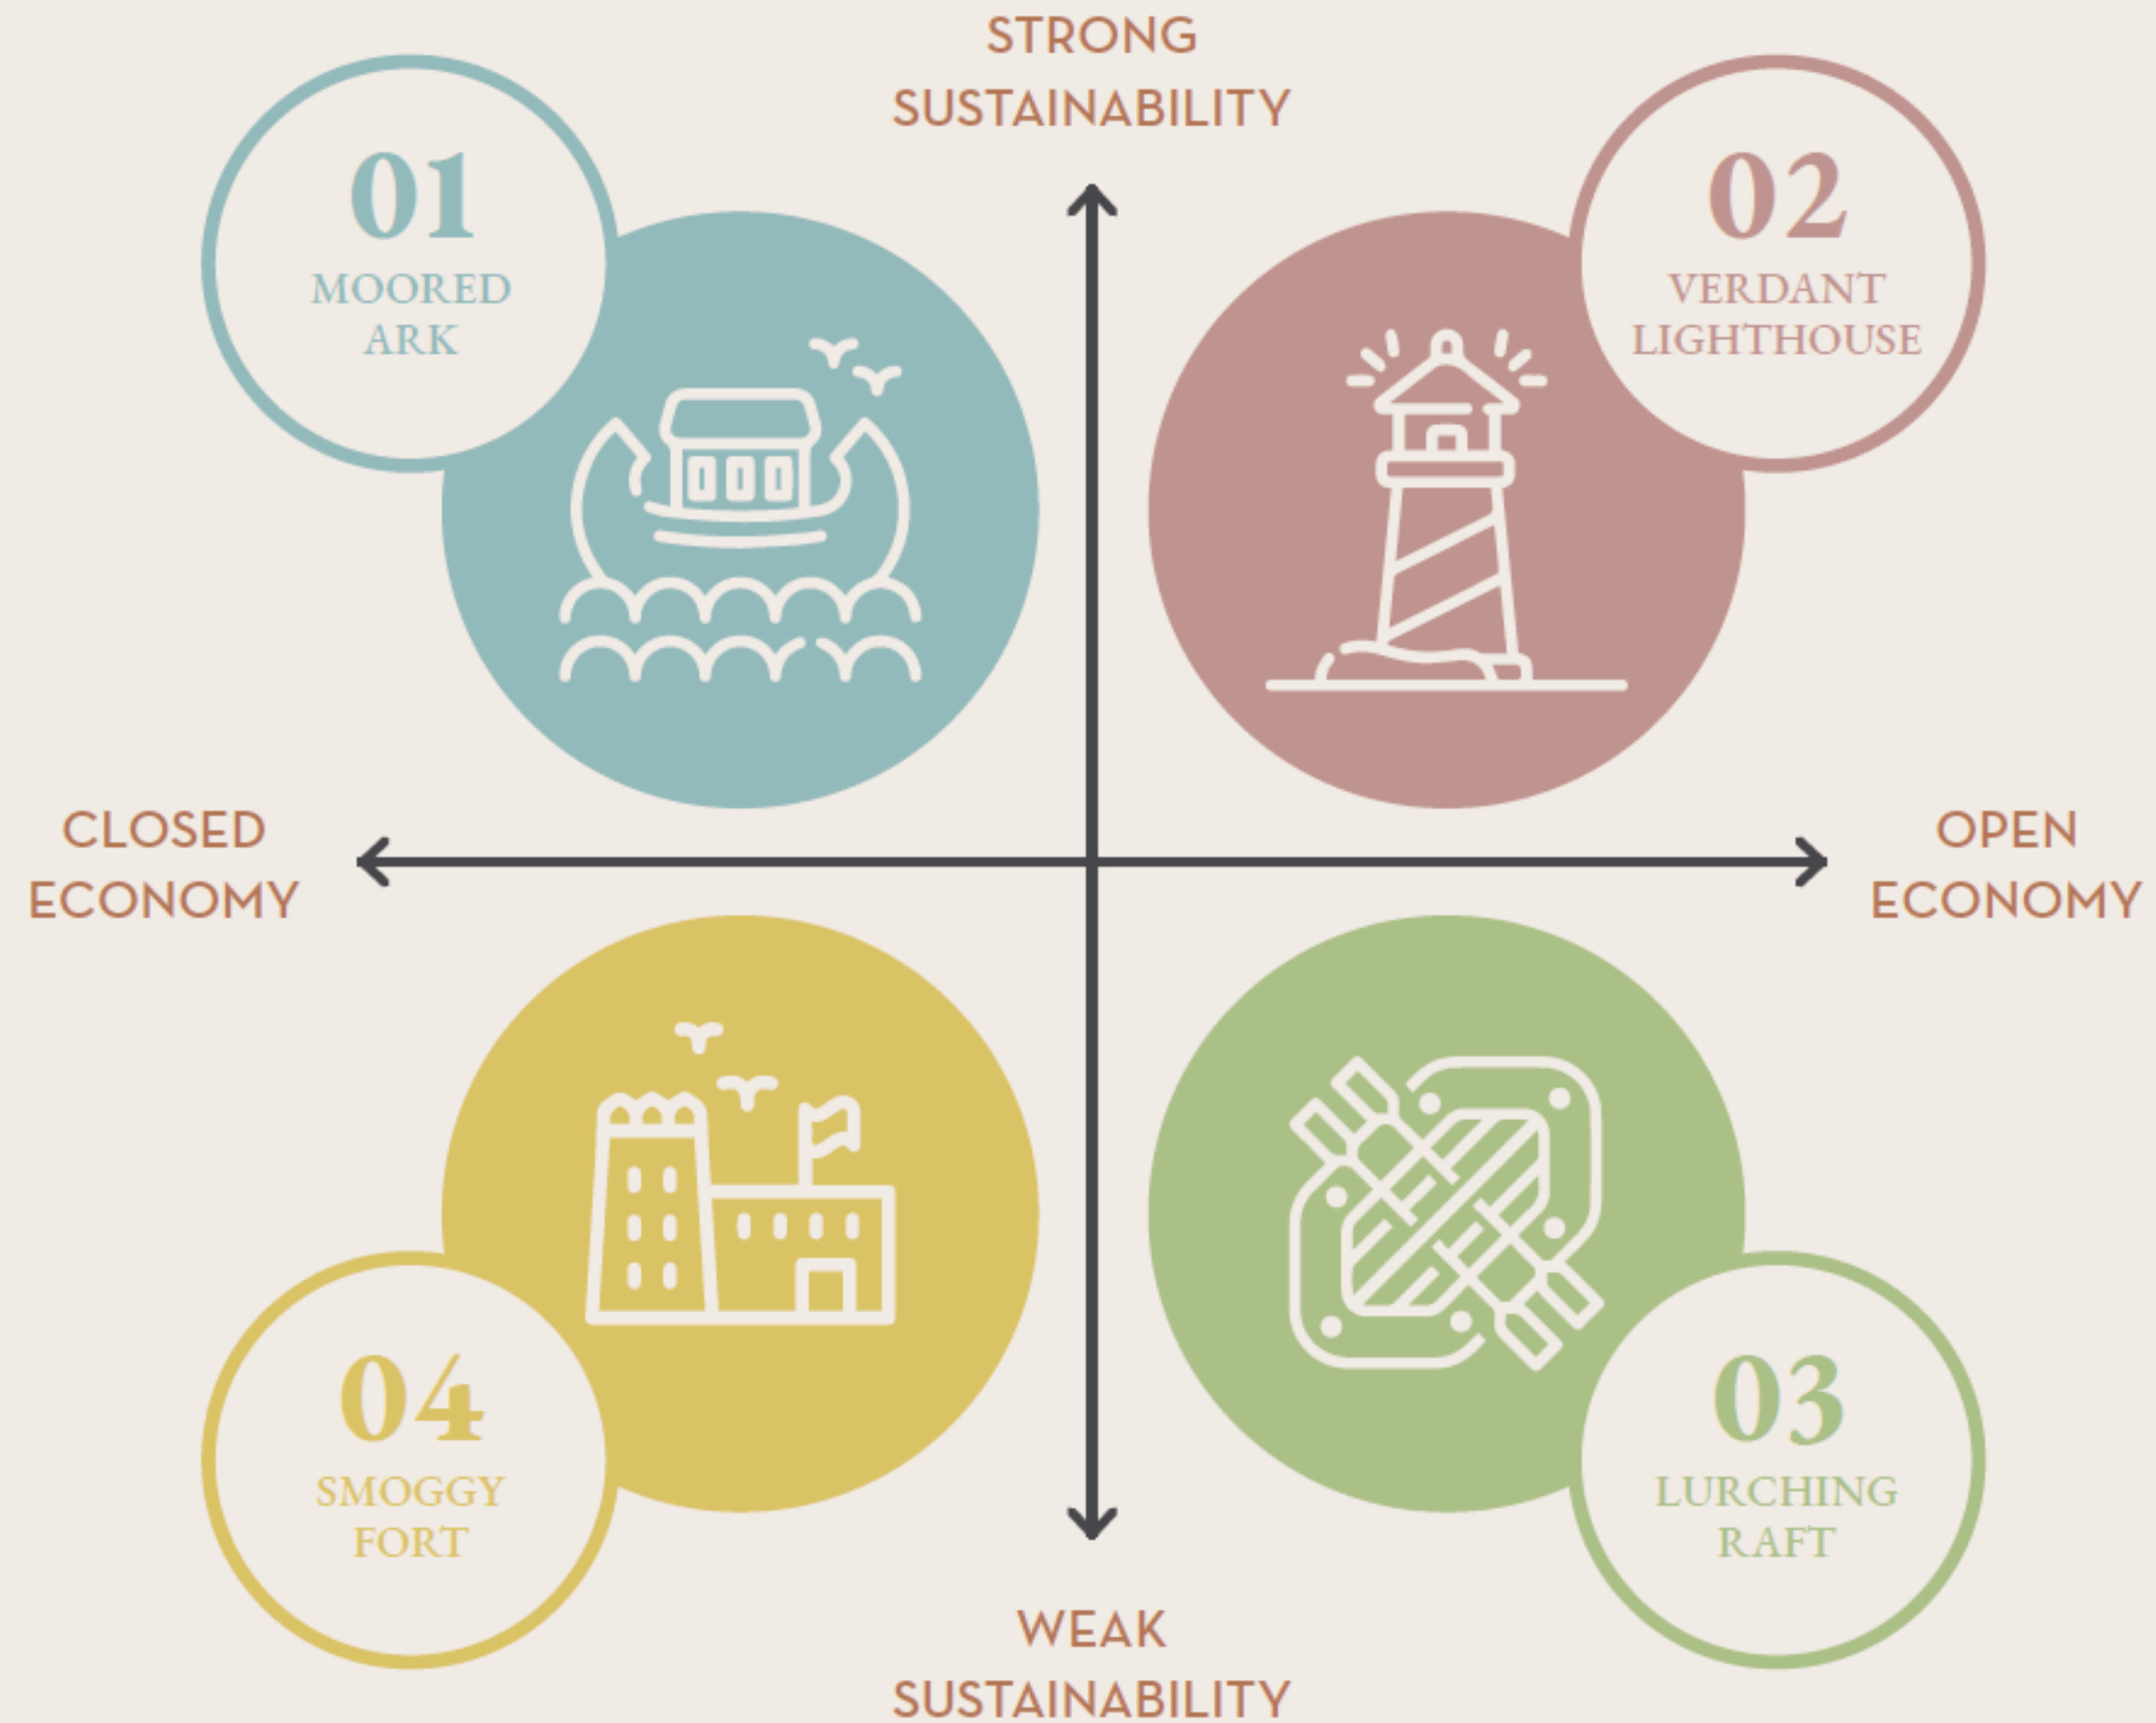 STRONG
SUSTAINABILITY
01
MOORED
ARK
02
VERDANT
LIGHTHOUSE
CLOSED
ECONOMY
OPEN
ECONOMY
04
SMOGGY
FORT
03
LURCHING
RAFT
WEAK
SUSTAINABILITY